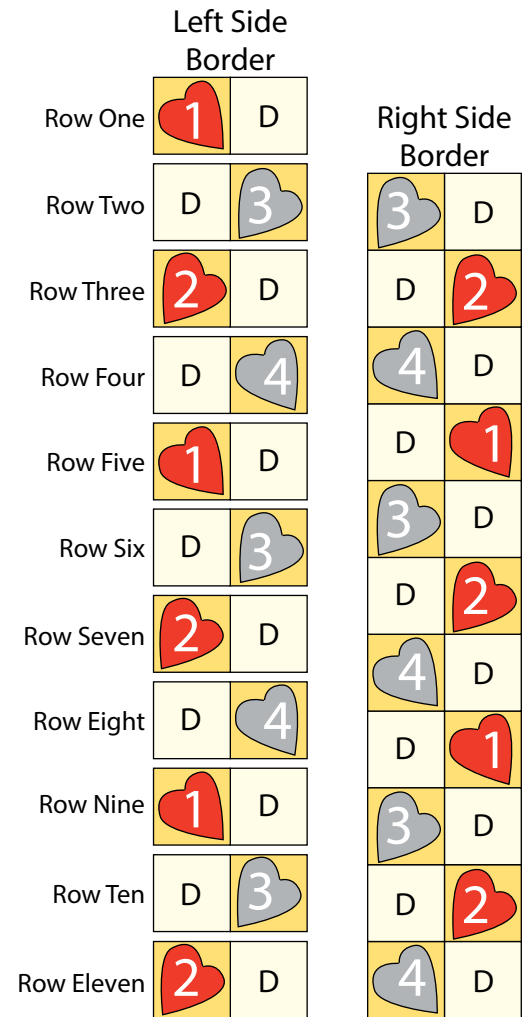 Left Side
Border
Row One 1 D
Row Two D 3
Row Three 2 D
Row Four D 4
Row Five 1 D
Row Six D 3
Row Seven 2 D
Row Eight D 4
Row Nine 1 D
Row Ten D 3
Row Eleven 2 D
Right Side
Border
3 D
D 2
4 D
D 1
3 D
D 2
4 D
D 1
3 D
D 2
4 D